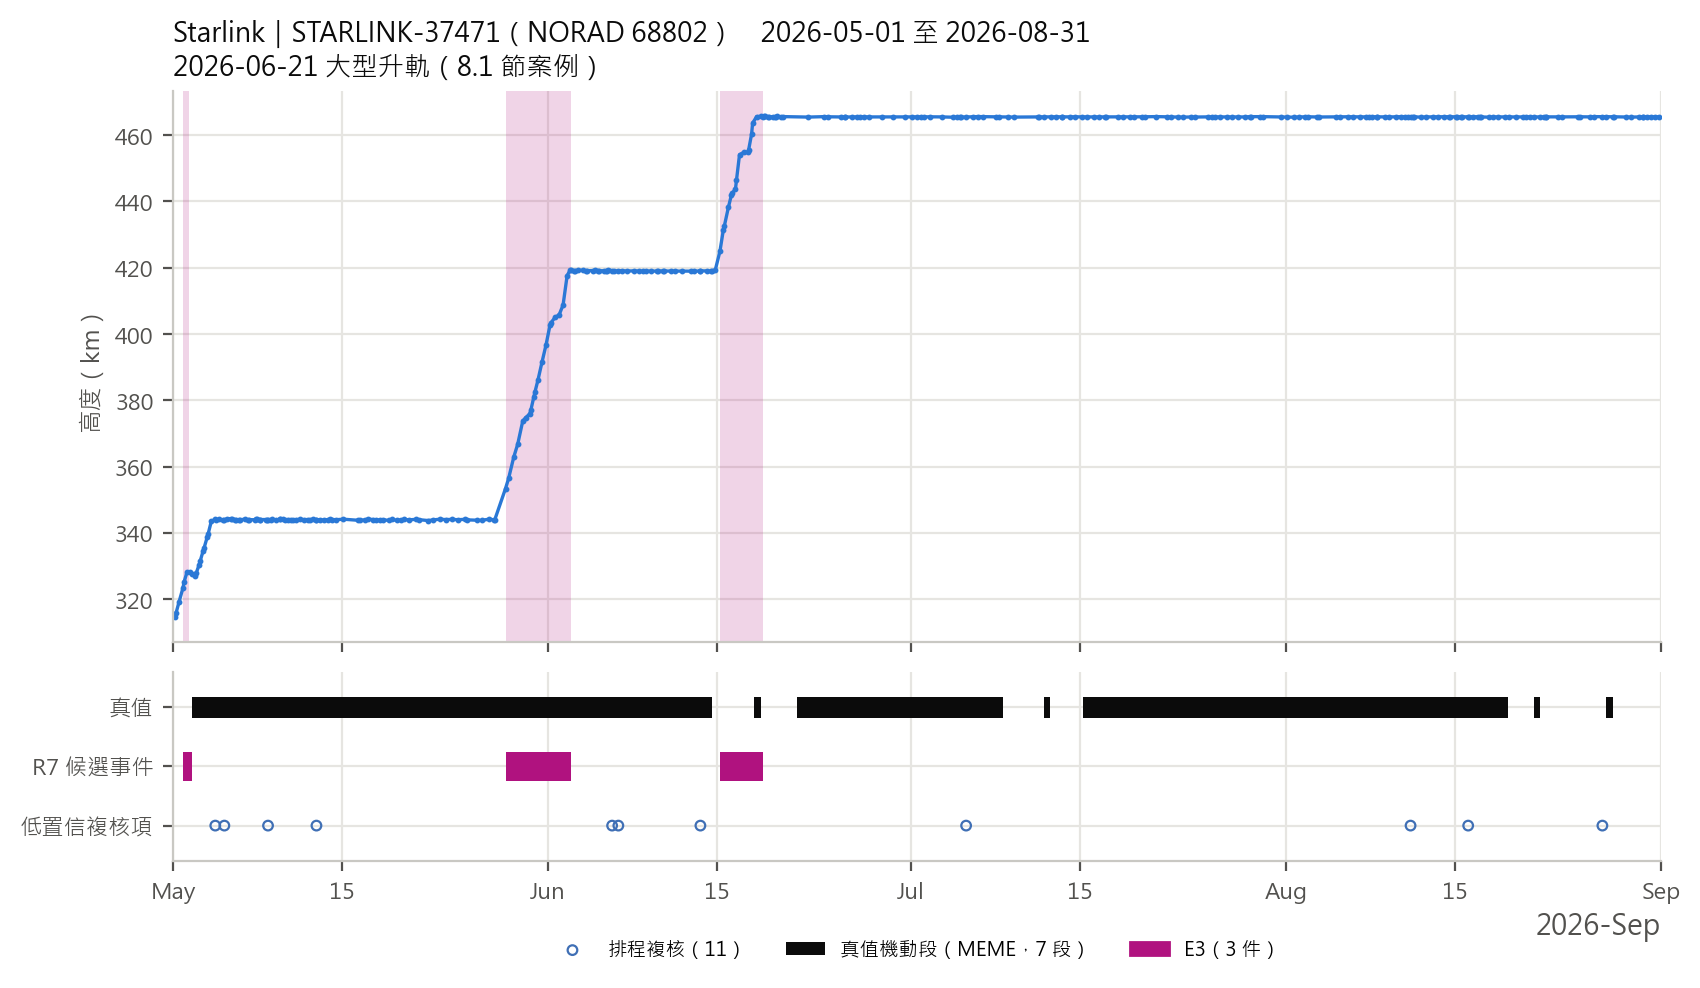 Starlink｜STARLINK-37471（NORAD 68802）　2026-05-01 至 2026-08-31
2026-06-21 大型升軌（8.1 節案例）
高度（km）
460
440
420
400
380
360
340
320
真值
R7 候選事件
低置信複核項
May
15
Jun
15
Jul
15
Aug
15
Sep
2026-Sep
排程複核（11）
真值機動段（MEME・7 段）
E3（3 件）